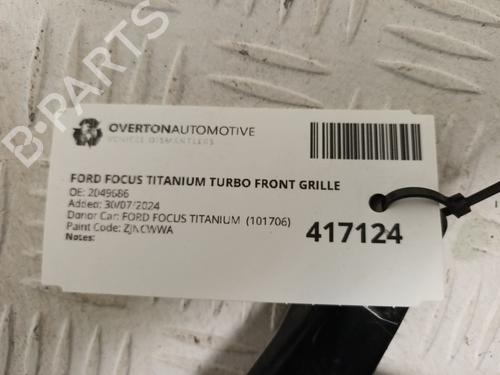 B-PARTS
OVERTONAUTOMOTIVE
VEHICLE DISMANTLERS
FORD FOCUS TITANIUM TURBO FRONT GRILLE
OE: 2049686
Added: 30/07/2024
Donor Car: FORD FOCUS TITANIUM (101706)
Paint Code: ZJNCWWA
Notes:
417124